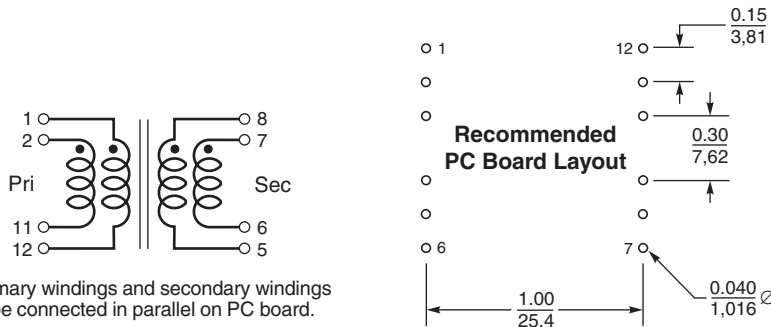 1
2
11
12
Pri
8
7
6
5
Sec
mary windings and secondary windings
be connected in parallel on PC board.
1
12
6
7
Recommended
PC Board Layout
0.15
3,81
0.30
7,62
1.00
25.4
0.040 Ø
1,016